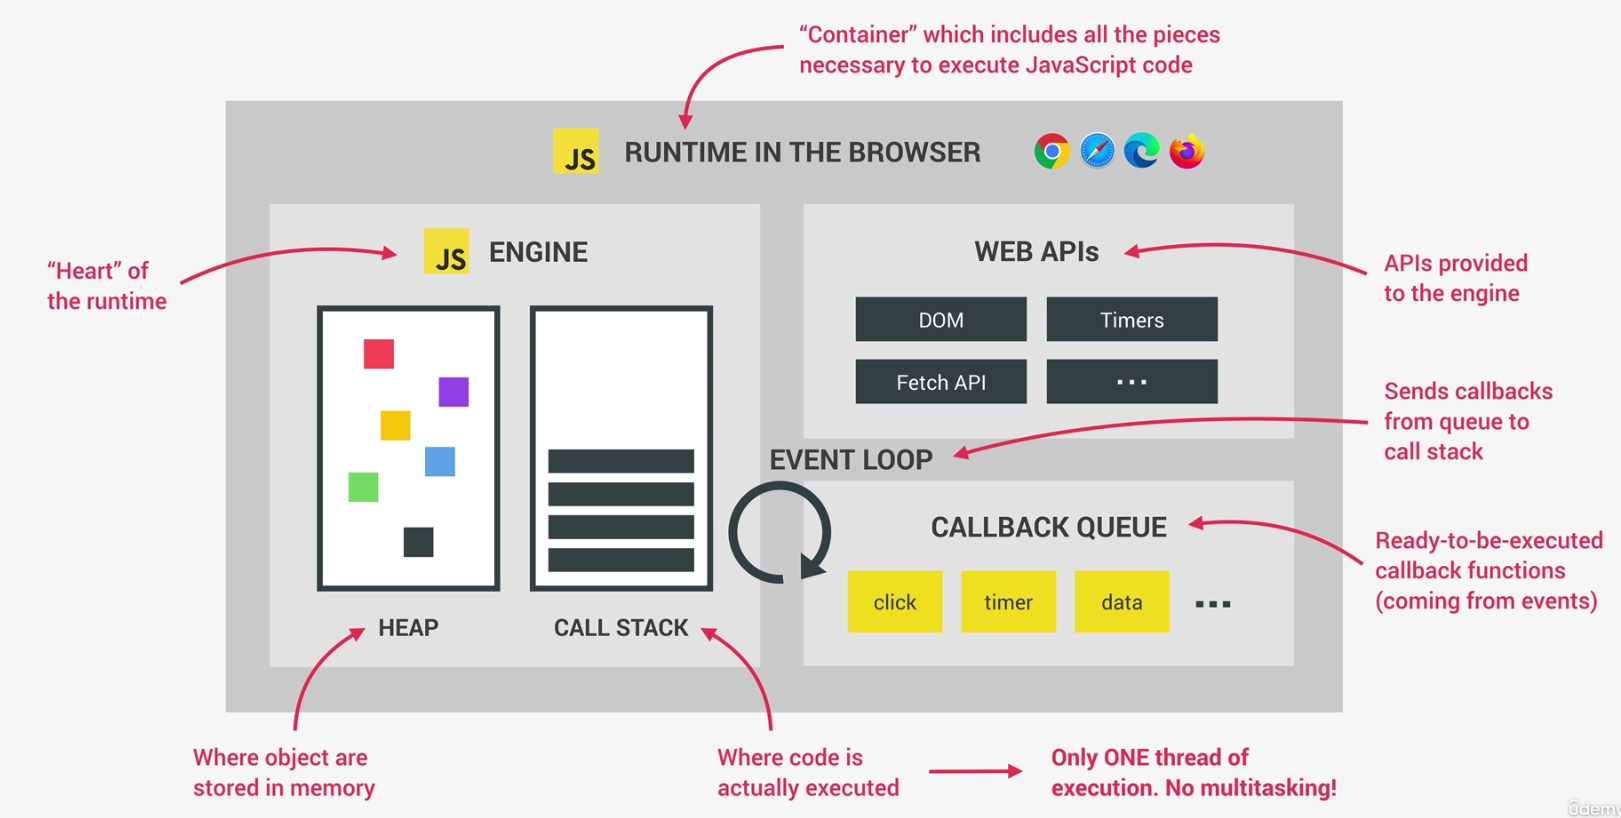 “Container” which includes all the pieces
necessary to execute JavaScript code
JS RUNTIME IN THE BROWSER
JS ENGINE
“Heart” of
the runtime
HEAP
CALL STACK
WEB APIs
DOM
Timers
Fetch API
...
APIs provided
to the engine
EVENT LOOP
Sends callbacks
from queue to
call stack
CALLBACK QUEUE
click
timer
data
...
Ready-to-be-executed
callback functions
(coming from events)
Where object are
stored in memory
Where code is
actually executed
Only ONE thread of
execution. No multitasking!
ûdemy